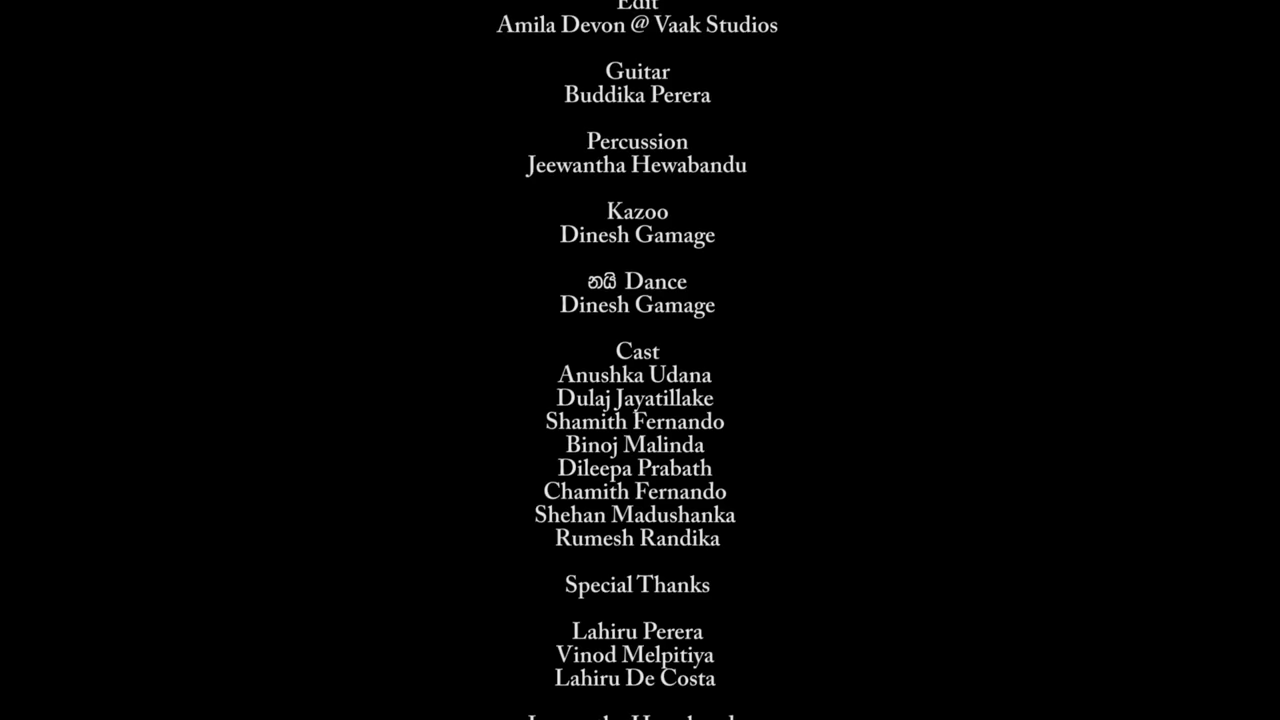 Edit
Amila Devon @ Vaak Studios
Guitar
Buddika Perera
Percussion
Jeewantha Hewabandu
Kazoo
Dinesh Gamage
නයි Dance
Dinesh Gamage
Cast
Anushka Udana
Dulaj Jayatillake
Shamith Fernando
Binoj Malinda
Dileepa Prabath
Chamith Fernando
Shehan Madushanka
Rumesh Randika
Special Thanks
Lahiru Perera
Vinod Melpitiya
Lahiru De Costa